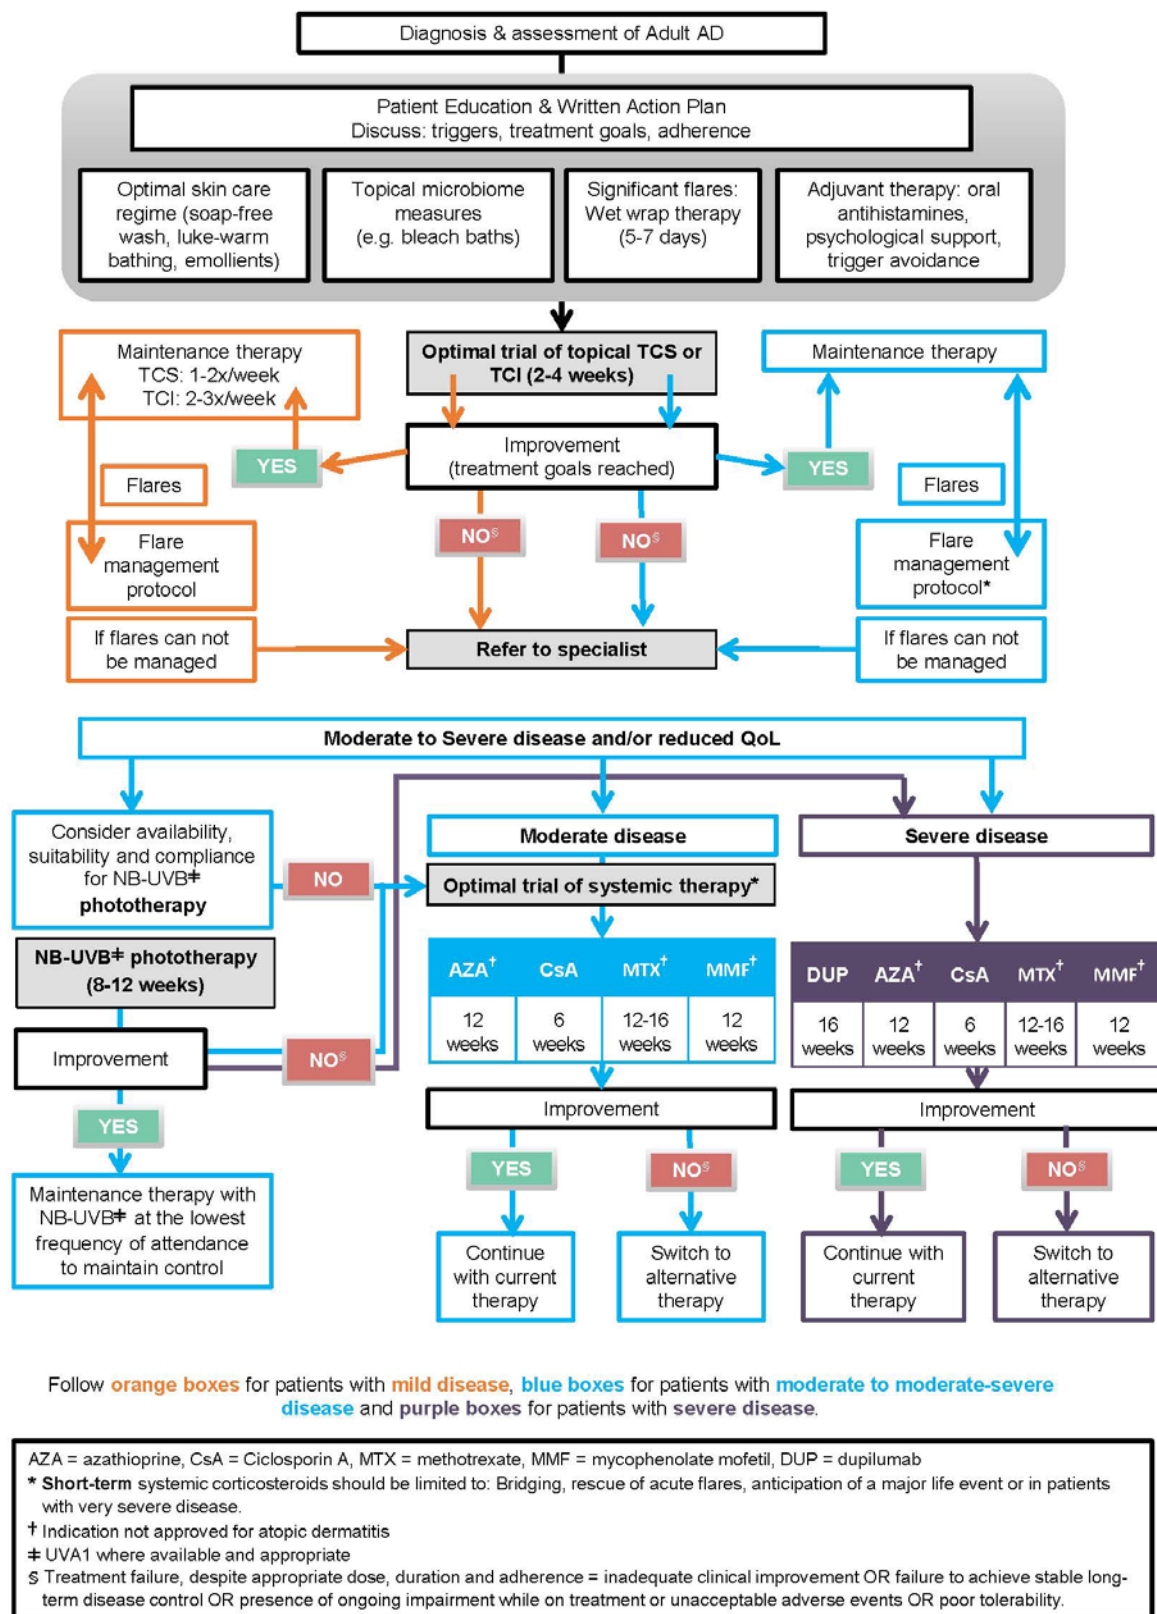 Diagnosis & assessment of Adult AD
Patient Education & Written Action Plan
Discuss: triggers, treatment goals, adherence
Optimal skin care
regime (soap-free
wash, luke-warm
bathing, emollients)
Topical microbiome
measures
(e.g. bleach baths)
Significant flares:
Wet wrap therapy
(5-7 days)
Adjuvant therapy: oral
antihistamines,
psychological support,
trigger avoidance
Maintenance therapy
TCS: 1-2x/week
TCI: 2-3x/week
Optimal trial of topical TCS or
TCI (2-4 weeks)
Maintenance therapy
Improvement
(treatment goals reached)
YES
YES
Flares
Flares
NO§
NO§
Flare
management
protocol
Flare
management
protocol*
If flares can not
be managed
Refer to specialist
If flares can not
be managed
Moderate to Severe disease and/or reduced QoL
Consider availability,
suitability and compliance
for NB-UVB⧧
phototherapy
NO
Moderate disease
Severe disease
Optimal trial of systemic therapy*
NB-UVB⧧ phototherapy
(8-12 weeks)
AZA† CsA MTX† MMF†
12 weeks
6 weeks
12-16 weeks
12 weeks
DUP AZA† CsA MTX† MMF†
16 weeks
12 weeks
6 weeks
12-16 weeks
12 weeks
Improvement
NO§
YES
Maintenance therapy with
NB-UVB⧧ at the lowest
frequency of attendance
to maintain control
Improvement
YES
NO§
Continue
with current
therapy
Switch to
alternative
therapy
Improvement
YES
NO§
Continue with
current
therapy
Switch to
alternative
therapy
Follow orange boxes for patients with mild disease, blue boxes for patients with moderate to moderate-severe
disease and purple boxes for patients with severe disease.
AZA = azathioprine, CsA = Ciclosporin A, MTX = methotrexate, MMF = mycophenolate mofetil, DUP = dupilumab
* Short-term systemic corticosteroids should be limited to: Bridging, rescue of acute flares, anticipation of a major life event or in patients
with very severe disease.
† Indication not approved for atopic dermatitis
⧧ UVA1 where available and appropriate
§ Treatment failure, despite appropriate dose, duration and adherence = inadequate clinical improvement OR failure to achieve stable long-
term disease control OR presence of ongoing impairment while on treatment or unacceptable adverse events OR poor tolerability.